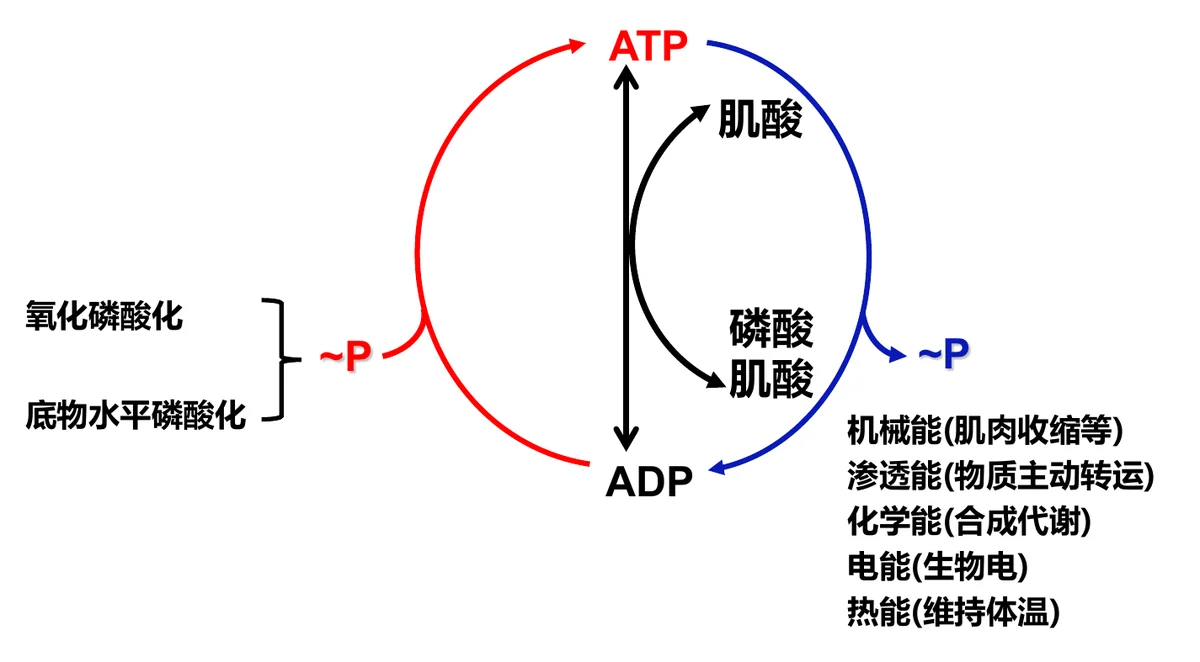 ATP
肌酸
氧化磷酸化
~P
底物水平磷酸化
磷酸
肌酸
~P
ADP
机械能(肌肉收缩等)
渗透能(物质主动转运)
化学能(合成代谢)
电能(生物电)
热能(维持体温)